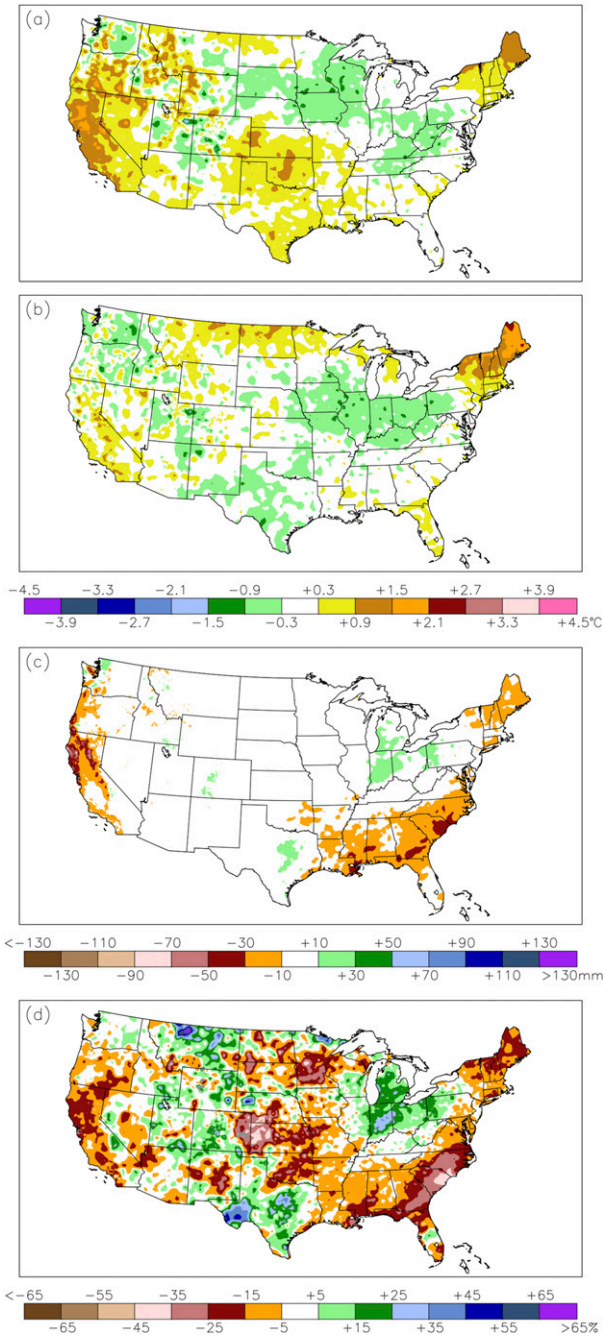 (a)
(b)
−4.5 −3.3 −2.1 −0.9 +0.3 +1.5 +2.7 +3.9
−3.9 −2.7 −1.5 −0.3 +0.9 +2.1 +3.3 +4.5°C
(c)
<−130 −110 −70 −30 +10 +50 +90 +130
−130 −90 −50 −10 +30 +70 +110 >130mm
(d)
<−65 −55 −35 −15 +5 +25 +45 +65
−65 −45 −25 −5 +15 +35 +55 >65%